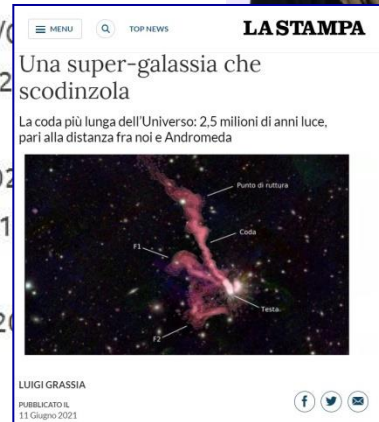 MENU TOP NEWS LA STAMPA
Una super-galassia che
scodinzola
La coda più lunga dell'Universo: 2,5 milioni di anni luce,
pari alla distanza fra noi e Andromeda
Punto di rottura
Coda
F1
Testa
F2
LUIGI GRASSIA
PUBBLICATO IL
11 Giugno 2021